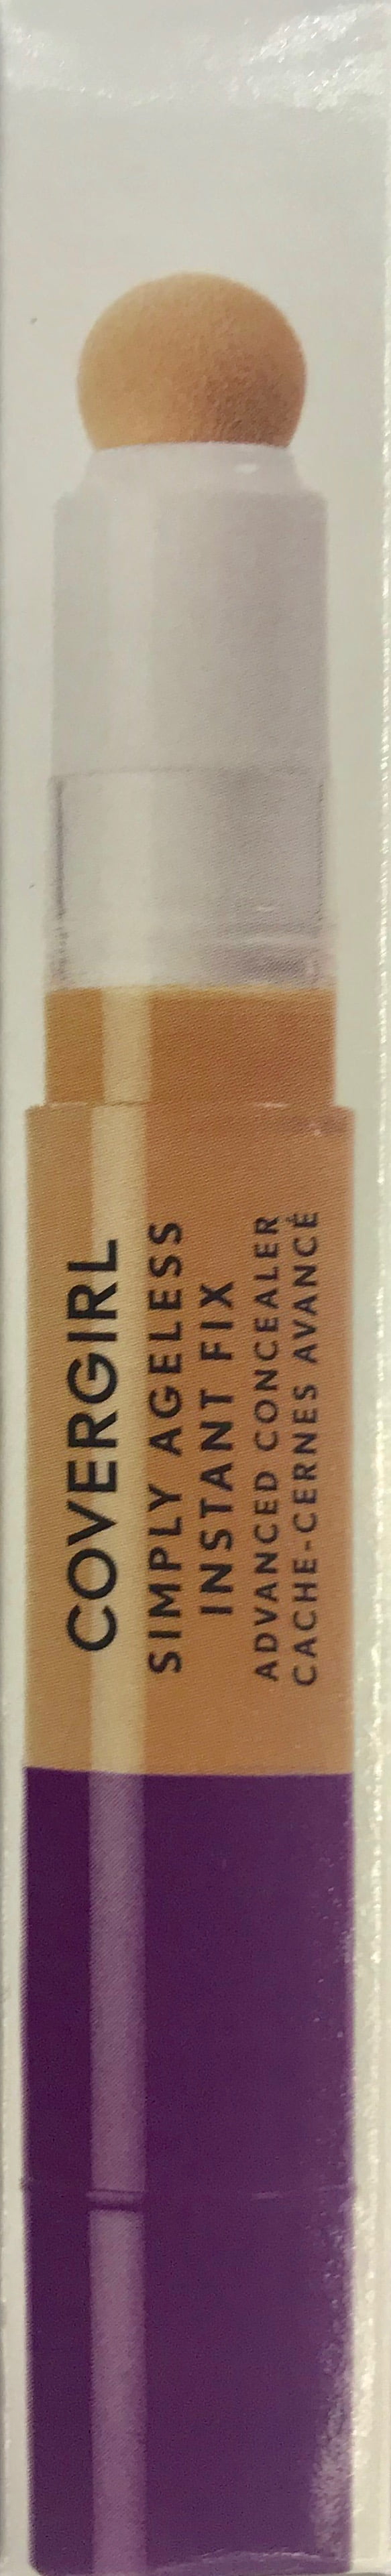 COVERGIRL
SIMPLY AGELESS
INSTANT FIX
ADVANCED CONCEALER
CACHE-CERNES AVANCÉ